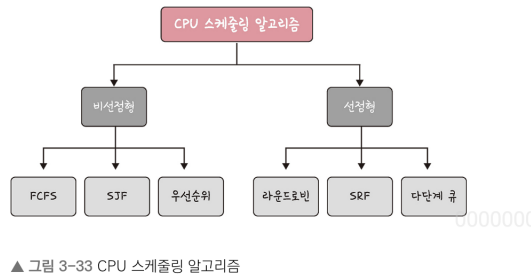 CPU 스케줄링 알고리즘
비선점형
선점형
FCFS
SJF
우선순위
라운드로빈
SRF
다단계 큐
0000000
▲ 그림 3-33 CPU 스케줄링 알고리즘